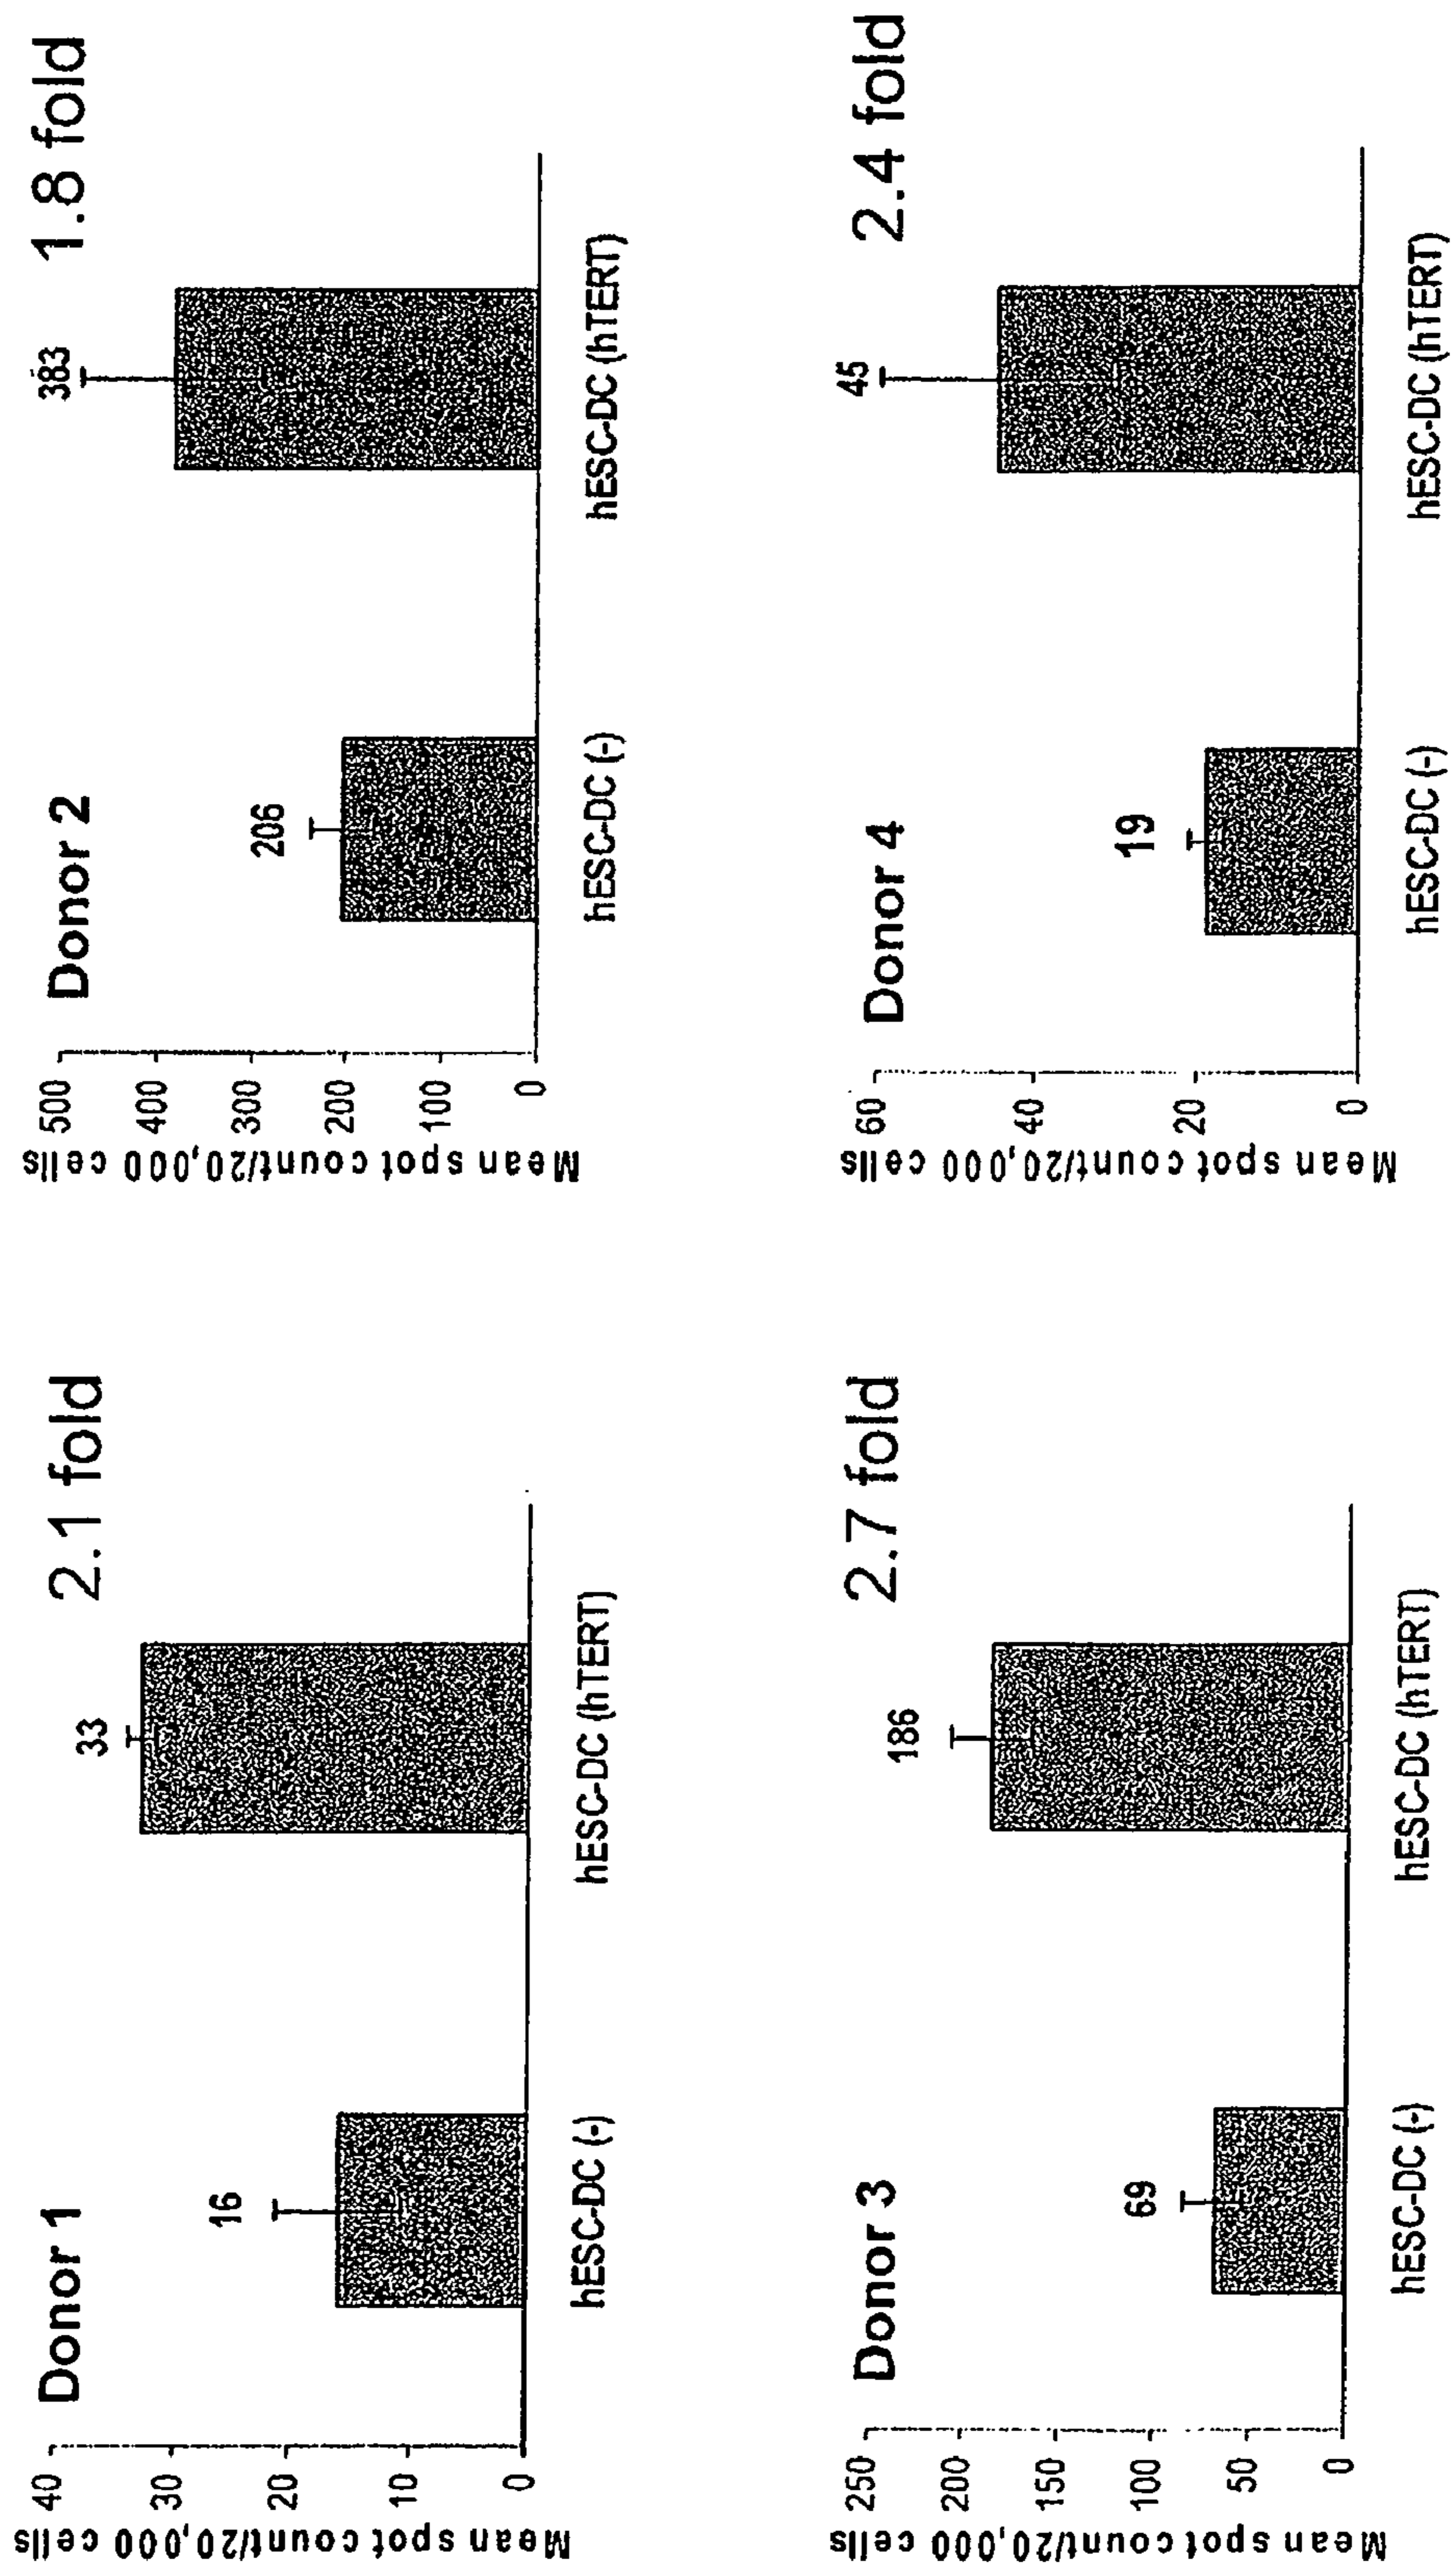 Donor 1
2.1 fold
Mean spot count/20,000 cells
40
30
20
10
0
16
33
hESC-DC (-)
hESC-DC (hTERT)
Donor 2
1.8 fold
Mean spot count/20,000 cells
500
400
300
200
100
0
206
383
hESC-DC (-)
hESC-DC (hTERT)
Donor 3
2.7 fold
Mean spot count/20,000 cells
250
200
150
100
50
0
69
186
hESC-DC (-)
hESC-DC (hTERT)
Donor 4
2.4 fold
Mean spot count/20,000 cells
60
40
20
0
19
45
hESC-DC (-)
hESC-DC (hTERT)